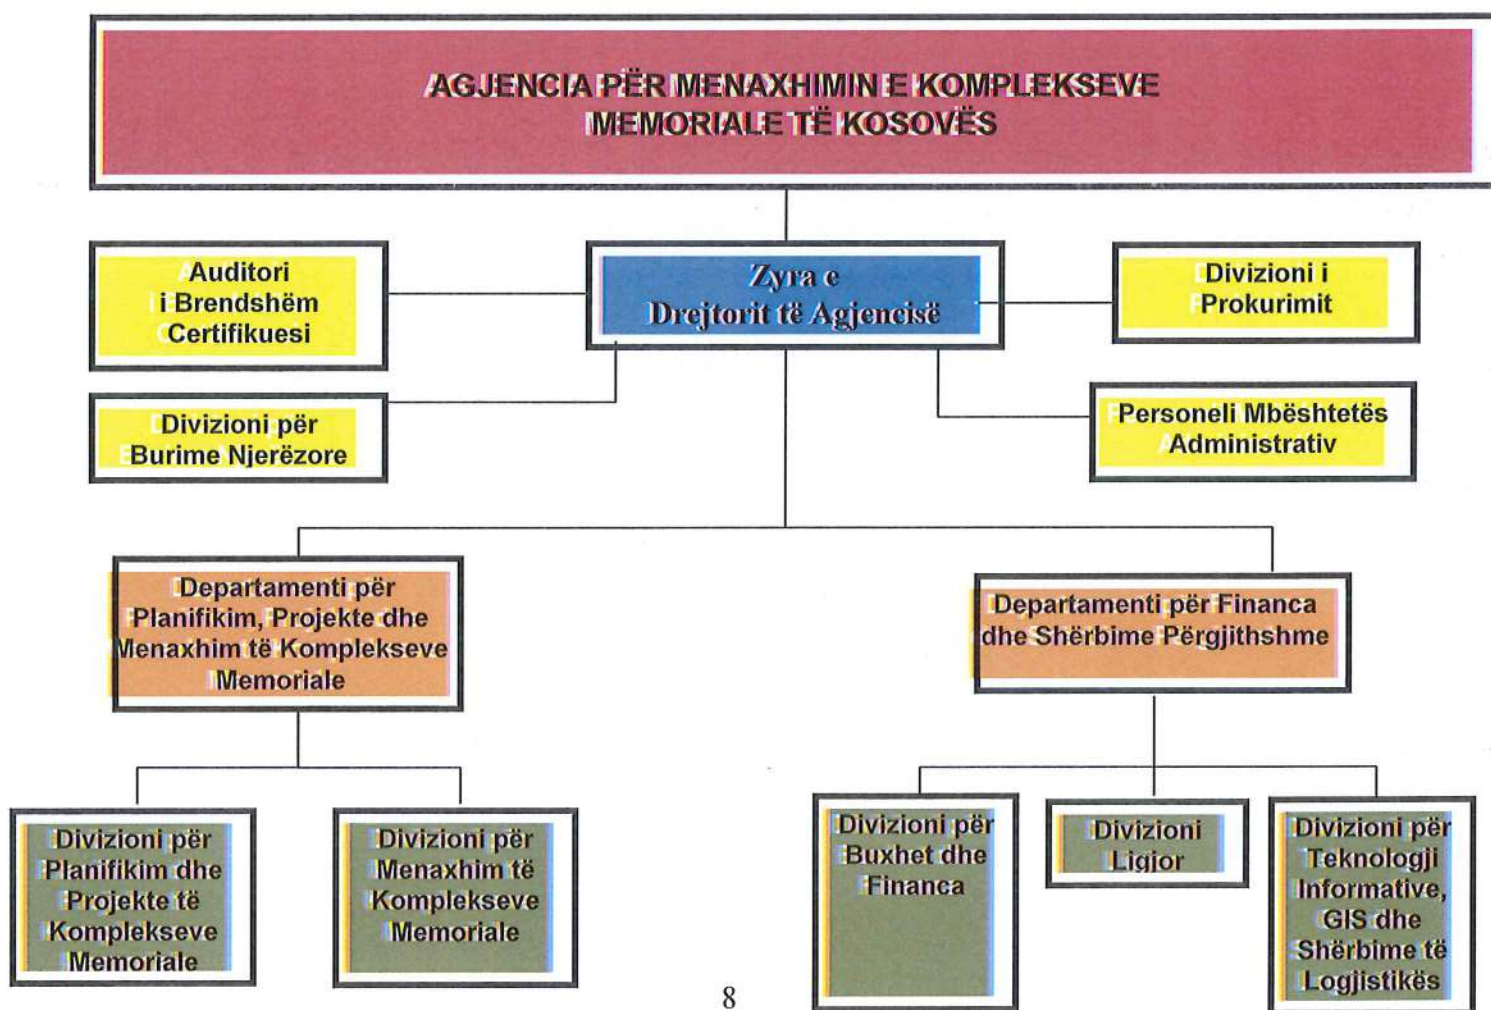 AGJENCIA PËR MENAXHIMIN E KOMPLEKSEVE
MEMORIALE TË KOSOVËS
Auditori
i Brendshëm
Certifikuesi
Zyra e
Drejtorit të Agjencisë
Divizioni i
Prokurimit
Divizioni për
Burime Njerëzore
Personeli Mbështetës
Administrativ
Departamenti për
Planifikim, Projekte dhe
Menaxhim të Komplekseve
Memoriale
Departamenti për Financa
dhe Shërbime Përgjithshme
Divizioni për
Planifikim dhe
Projekte të
Komplekseve
Memoriale
Divizioni për
Menaxhim të
Komplekseve
Memoriale
Divizioni për
Buxhet dhe
Financa
Divizioni
Ligjor
Divizioni për
Teknologji
Informative,
GIS dhe
Shërbime të
Logjistikës
8